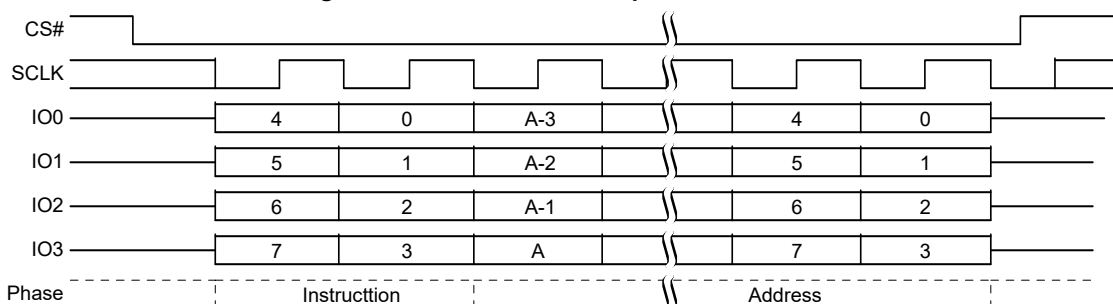 CS#
SCLK
IO0 4 0 A-3 4 0
IO1 5 1 A-2 5 1
IO2 6 2 A-1 6 2
IO3 7 3 A 7 3
Phase Instructtion Address